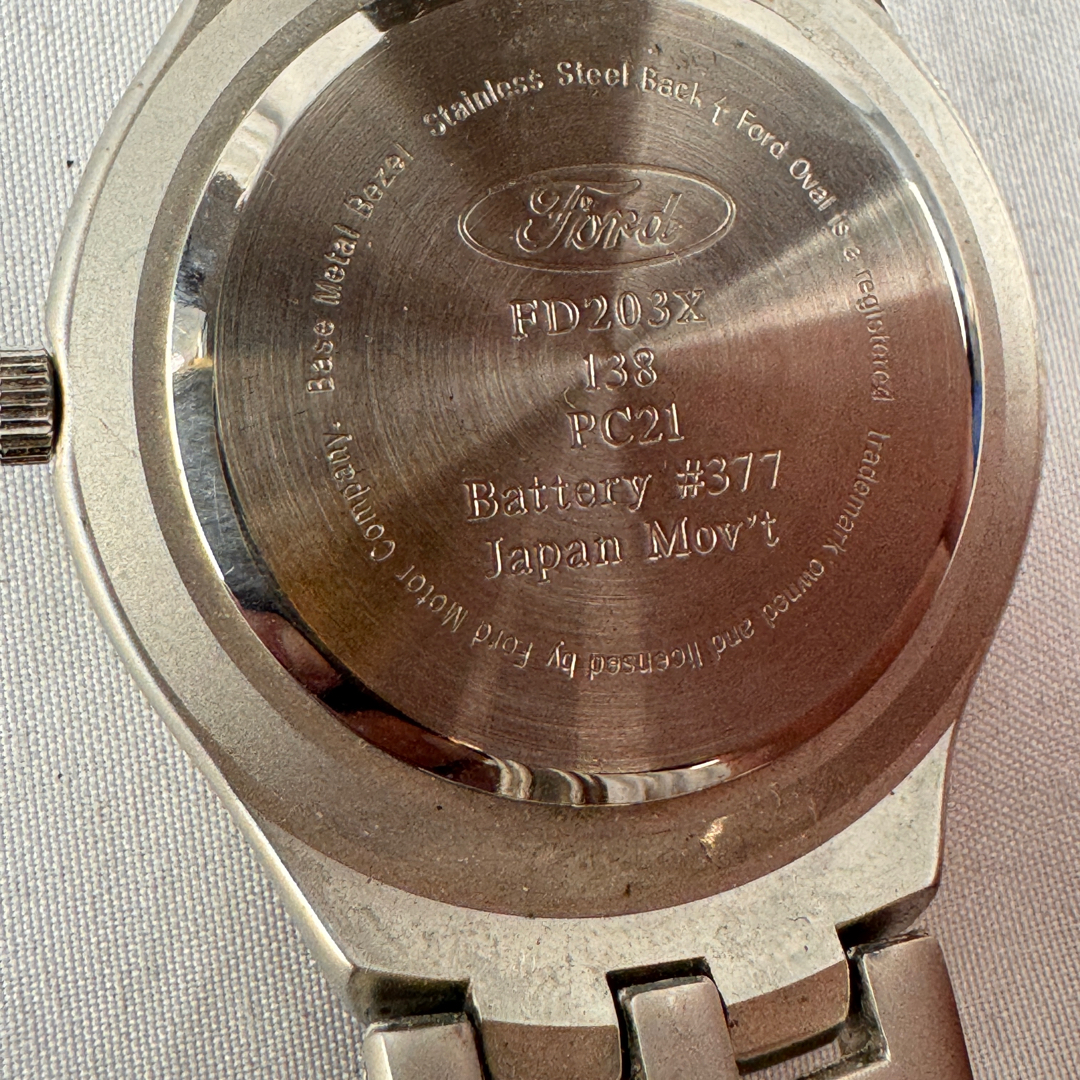 Ford
FD203X
138
PC21
Battery #377
Japan Mov't
Base Metal Bezel Stainless Steel Back Ford Oval is a registered trademark owned and licensed by Ford Motor Company.